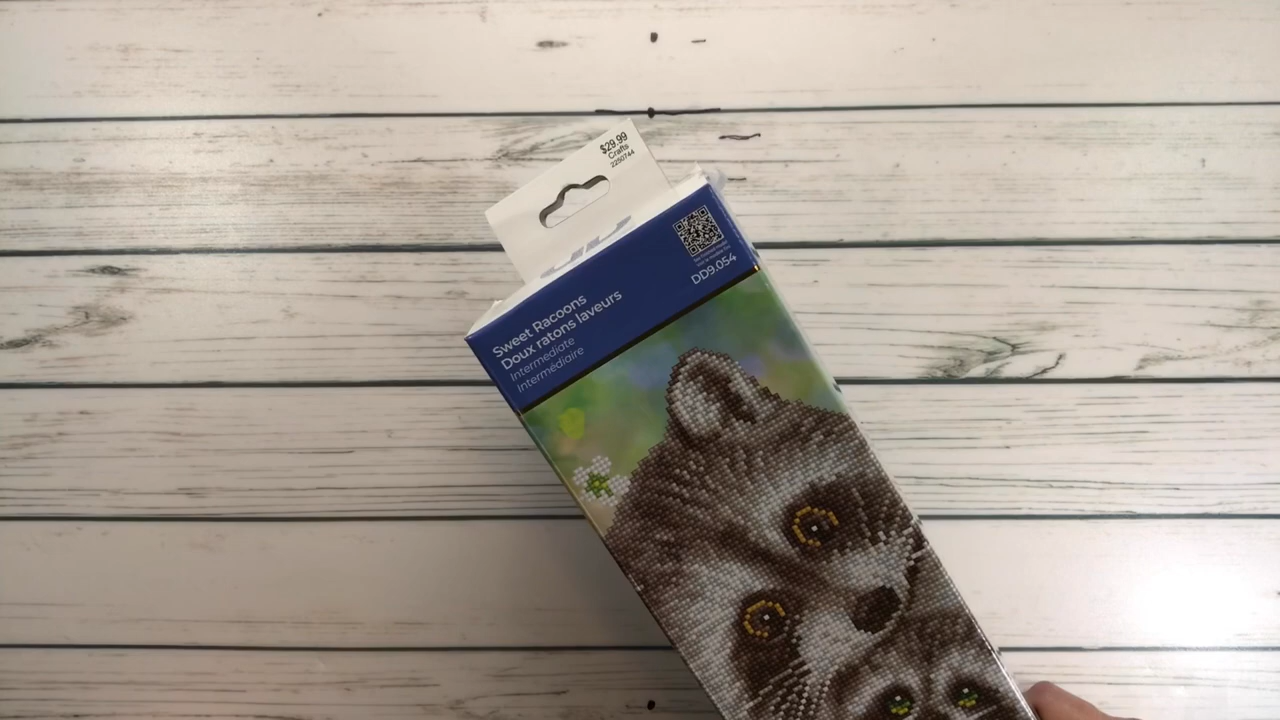 $29.99
Crafts
2250744
DD9.054
Sweet Racoons
Doux ratons laveurs
Intermediate
Intermédiaire